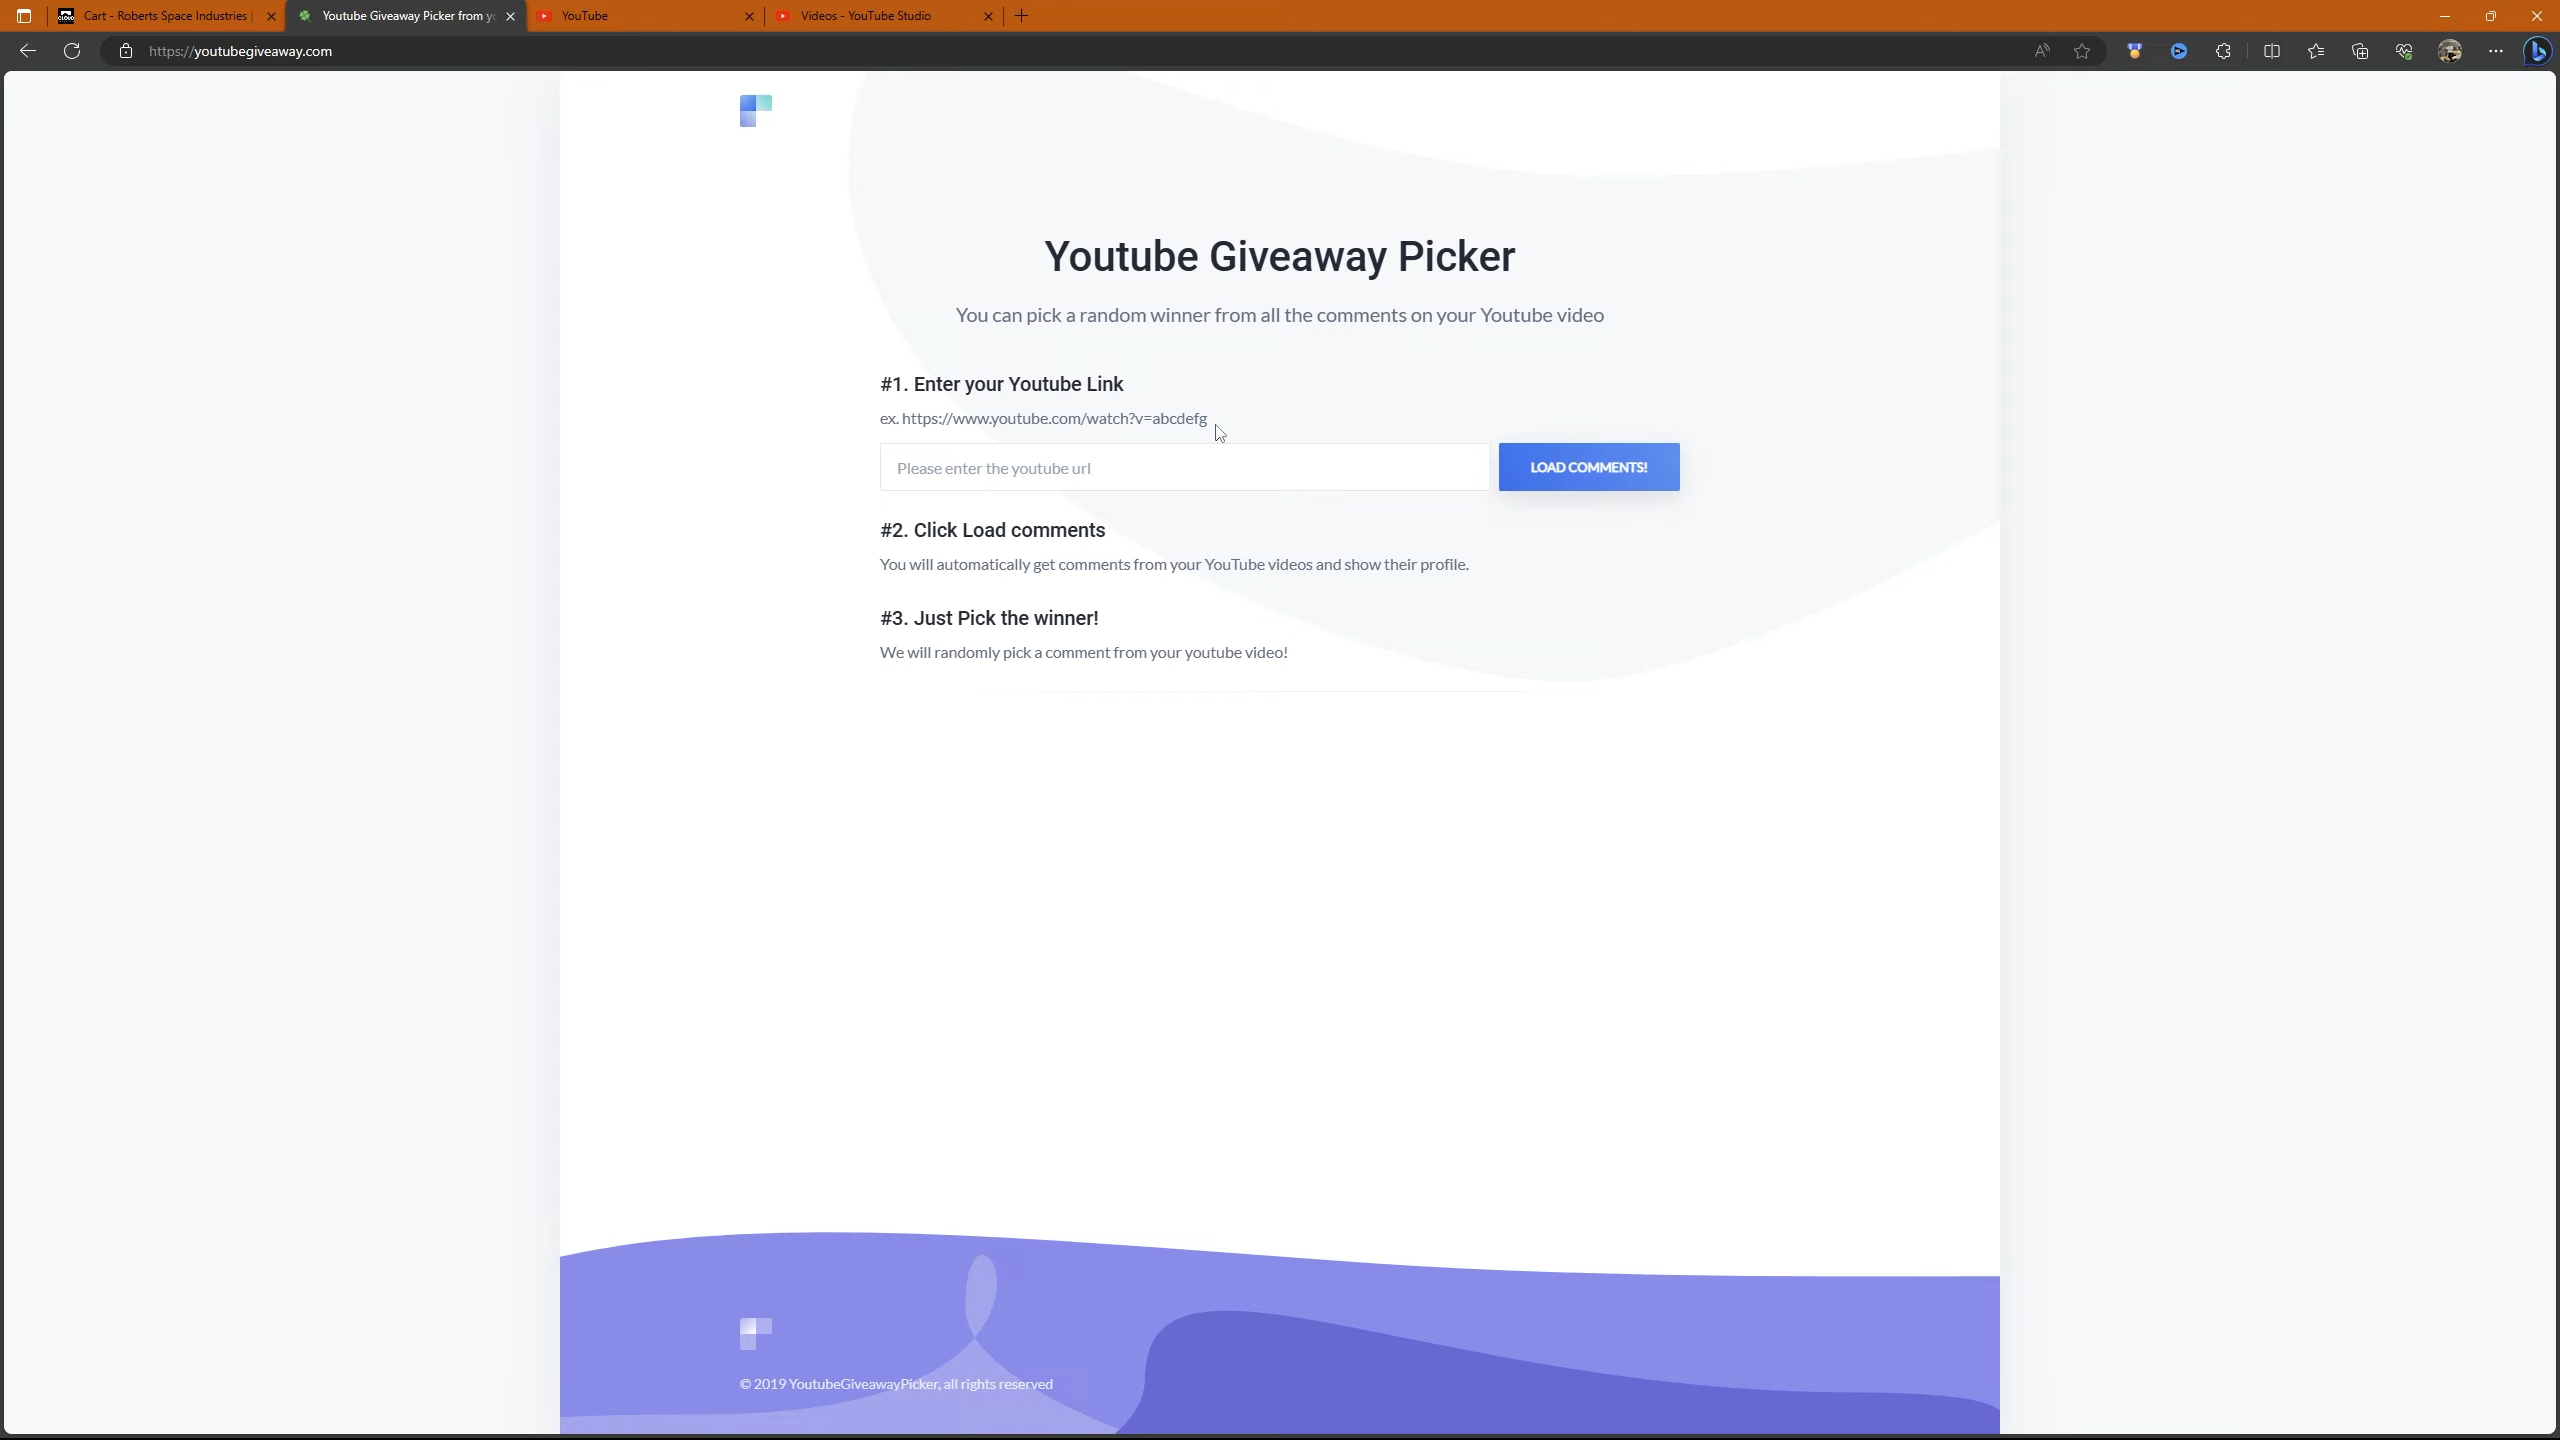 Cart - Roberts Space Industries
Youtube Giveaway Picker from yo
YouTube
Videos - YouTube Studio
https://youtubegiveaway.com
Youtube Giveaway Picker
You can pick a random winner from all the comments on your Youtube video
#1. Enter your Youtube Link
ex. https://www.youtube.com/watch?v=abcdefg
Please enter the youtube url
LOAD COMMENTS!
#2. Click Load comments
You will automatically get comments from your YouTube videos and show their profile.
#3. Just Pick the winner!
We will randomly pick a comment from your youtube video!
© 2019 YoutubeGiveawayPicker, all rights reserved